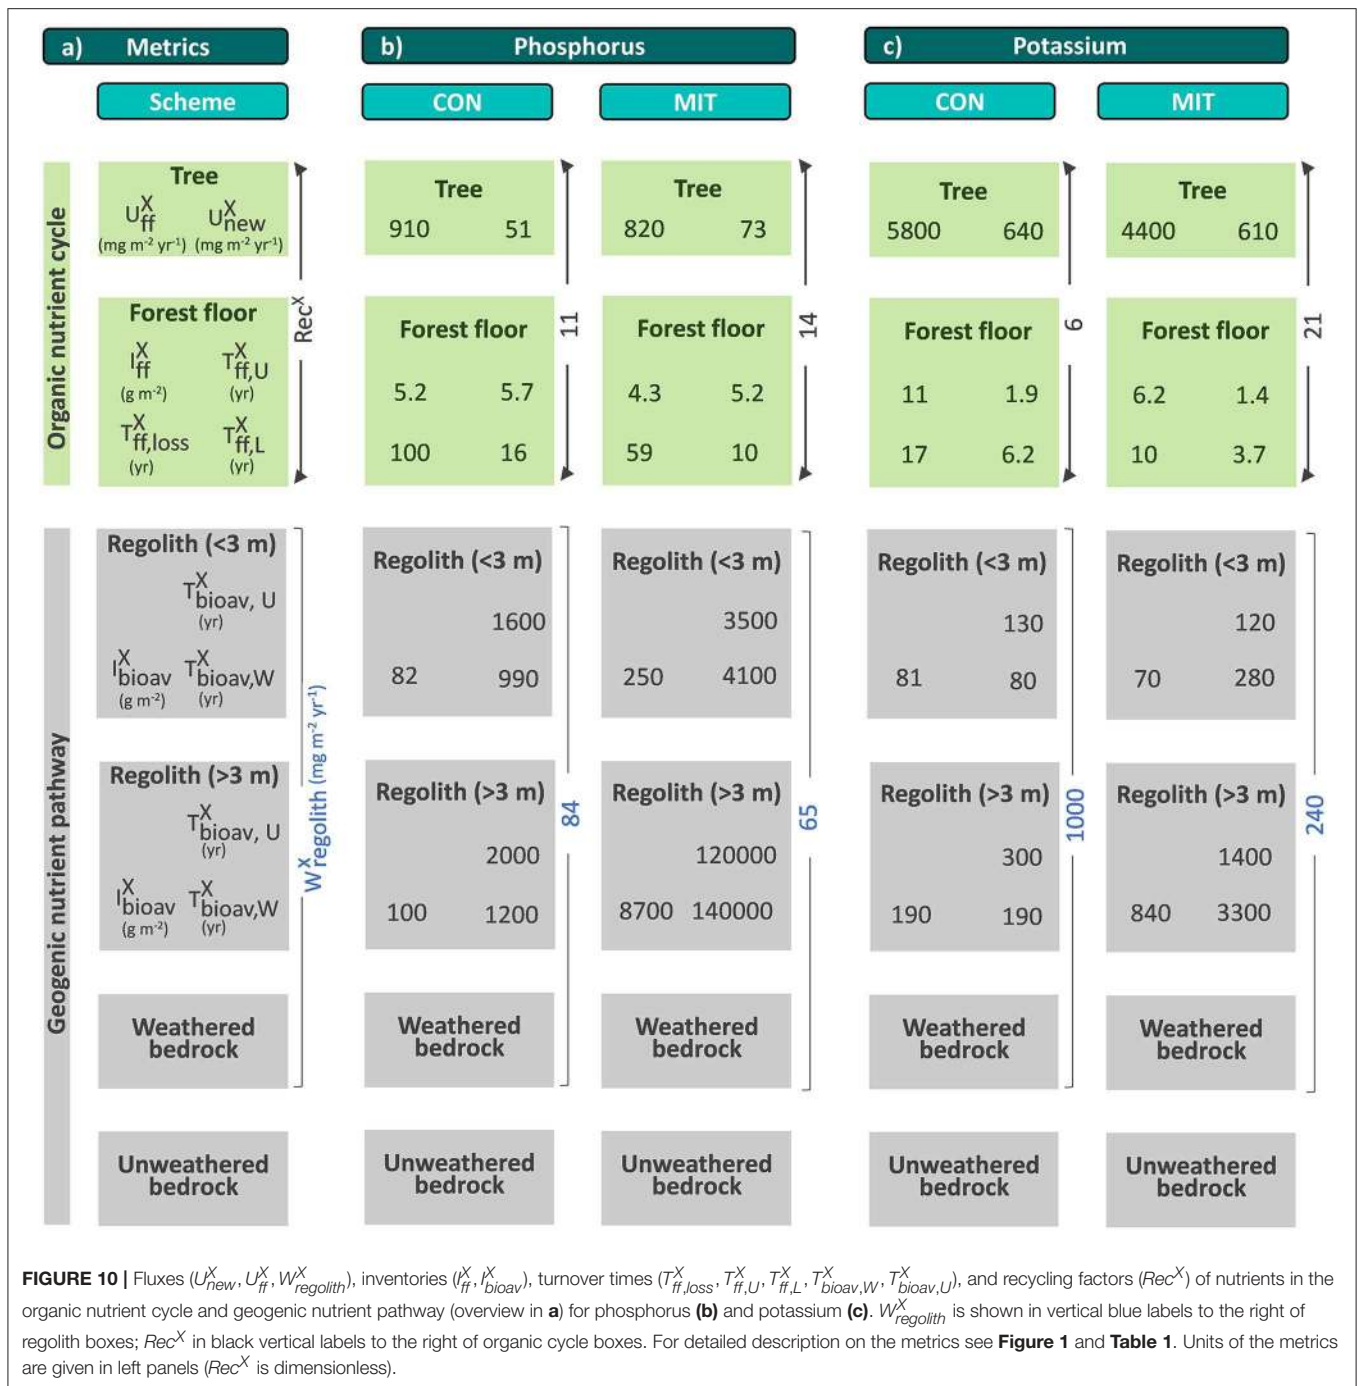 a) Metrics
b) Phosphorus
c) Potassium
Scheme
CON
MIT
CON
MIT
Organic nutrient cycle
Tree
U^X_ff U^X_new
(mg m⁻² yr⁻¹) (mg m⁻² yr⁻¹)
Forest floor
I^X_ff T^X_ff,U
(g m⁻²) (yr)
T^X_ff,loss T^X_ff,L
(yr) (yr)
Rec^X
Tree
910 51
Forest floor
5.2 5.7
100 16
11
Tree
820 73
Forest floor
4.3 5.2
59 10
14
Tree
5800 640
Forest floor
11 1.9
17 6.2
6
Tree
4400 610
Forest floor
6.2 1.4
10 3.7
21
Geogenic nutrient pathway
Regolith (<3 m)
T^X_bioav, U
(yr)
I^X_bioav T^X_bioav,W
(g m⁻²) (yr)
Regolith (>3 m)
T^X_bioav, U
(yr)
I^X_bioav T^X_bioav,W
(g m⁻²) (yr)
Weathered
bedrock
Unweathered
bedrock
W^X_regolith (mg m⁻² yr⁻¹)
Regolith (<3 m)
1600
82 990
Regolith (>3 m)
2000
100 1200
Weathered
bedrock
Unweathered
bedrock
84
Regolith (<3 m)
3500
250 4100
Regolith (>3 m)
120000
8700 140000
Weathered
bedrock
Unweathered
bedrock
65
Regolith (<3 m)
130
81 80
Regolith (>3 m)
300
190 190
Weathered
bedrock
Unweathered
bedrock
1000
Regolith (<3 m)
120
70 280
Regolith (>3 m)
1400
840 3300
Weathered
bedrock
Unweathered
bedrock
240
FIGURE 10 | Fluxes (U^X_new, U^X_ff, W^X_regolith), inventories (I^X_ff, I^X_bioav), turnover times (T^X_ff,loss, T^X_ff,U, T^X_ff,L, T^X_bioav,W, T^X_bioav,U), and recycling factors (Rec^X) of nutrients in the
organic nutrient cycle and geogenic nutrient pathway (overview in a) for phosphorus (b) and potassium (c). W^X_regolith is shown in vertical blue labels to the right of
regolith boxes; Rec^X in black vertical labels to the right of organic cycle boxes. For detailed description on the metrics see Figure 1 and Table 1. Units of the metrics
are given in left panels (Rec^X is dimensionless).